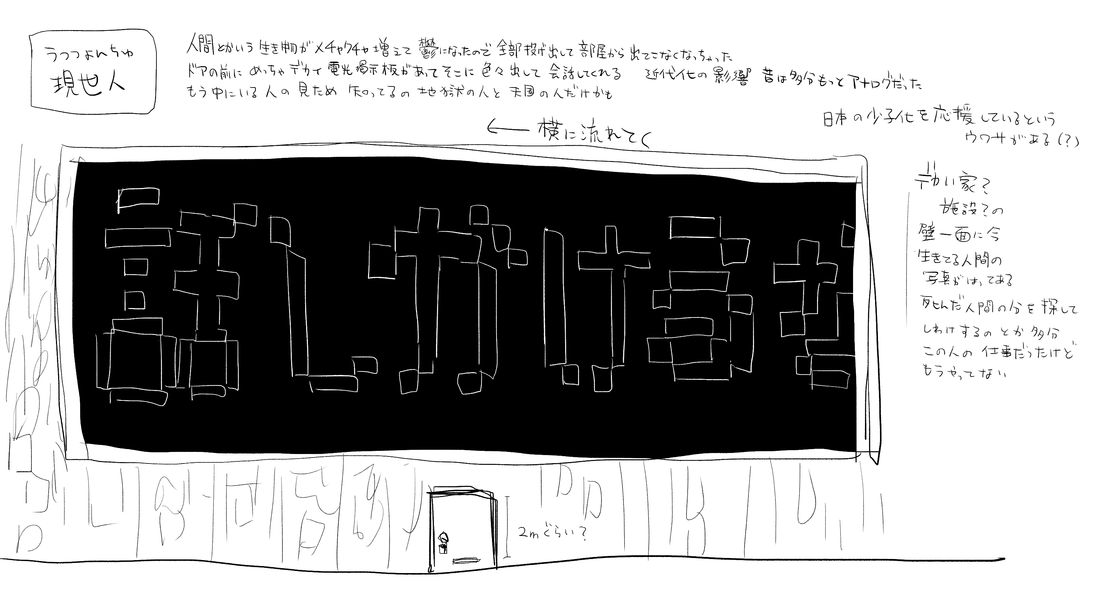 うつつよんちゅ
現世人
人間とかいう生き物がメチャクチャ増えて鬱になったので全部投げ出して部屋から出てこなくなっちゃった
ドアの前にめっちゃデカイ電光掲示板があってそこに色々出して会話してくれる 近代化の影響 昔は多分もっとアナログだった
もう中にいる人の見ため知ってるの地獄の人と天国の人だけかも
日本の少子化を応援しているという
ウワサがある(?)
← 横に流れてく
デカい家?
施設?の
壁一面に今
生きてる人間の
写真がはってある
死んだ人間の分を探して
しわけするのとか多分
この人の仕事だったけど
もうやってない
話しかけるな
2mぐらい?